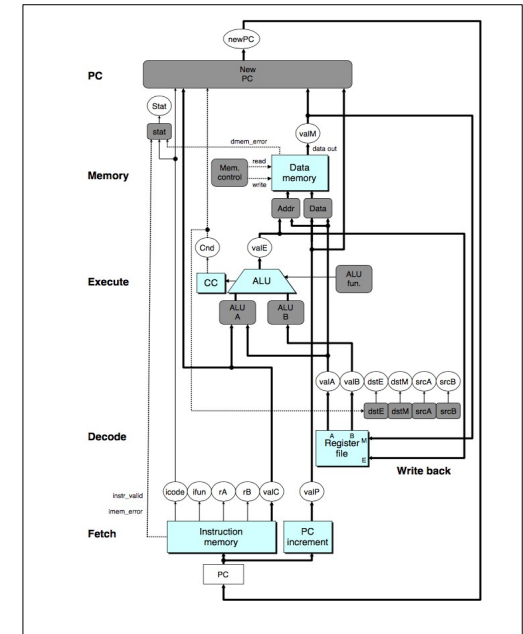 newPC
PC
New
PC
Stat
stat
valM
dmem_error
data out
read
Memory
Mem.
control
Data
memory
write
Addr
Data
Cnd
valE
Execute
CC
ALU
ALU
fun.
ALU
A
ALU
B
valA
valB
dstE
dstM
srcA
srcB
dstE
dstM
srcA
srcB
Decode
A
B
M
Register
file
E
Write back
instr_valid
icode
ifun
rA
rB
valC
valP
imem_error
Fetch
Instruction
memory
PC
increment
PC